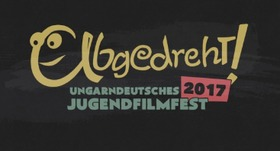 Abgedreht!
UNGARNDEUTSCHES 2017
JUGENDFILMFEST